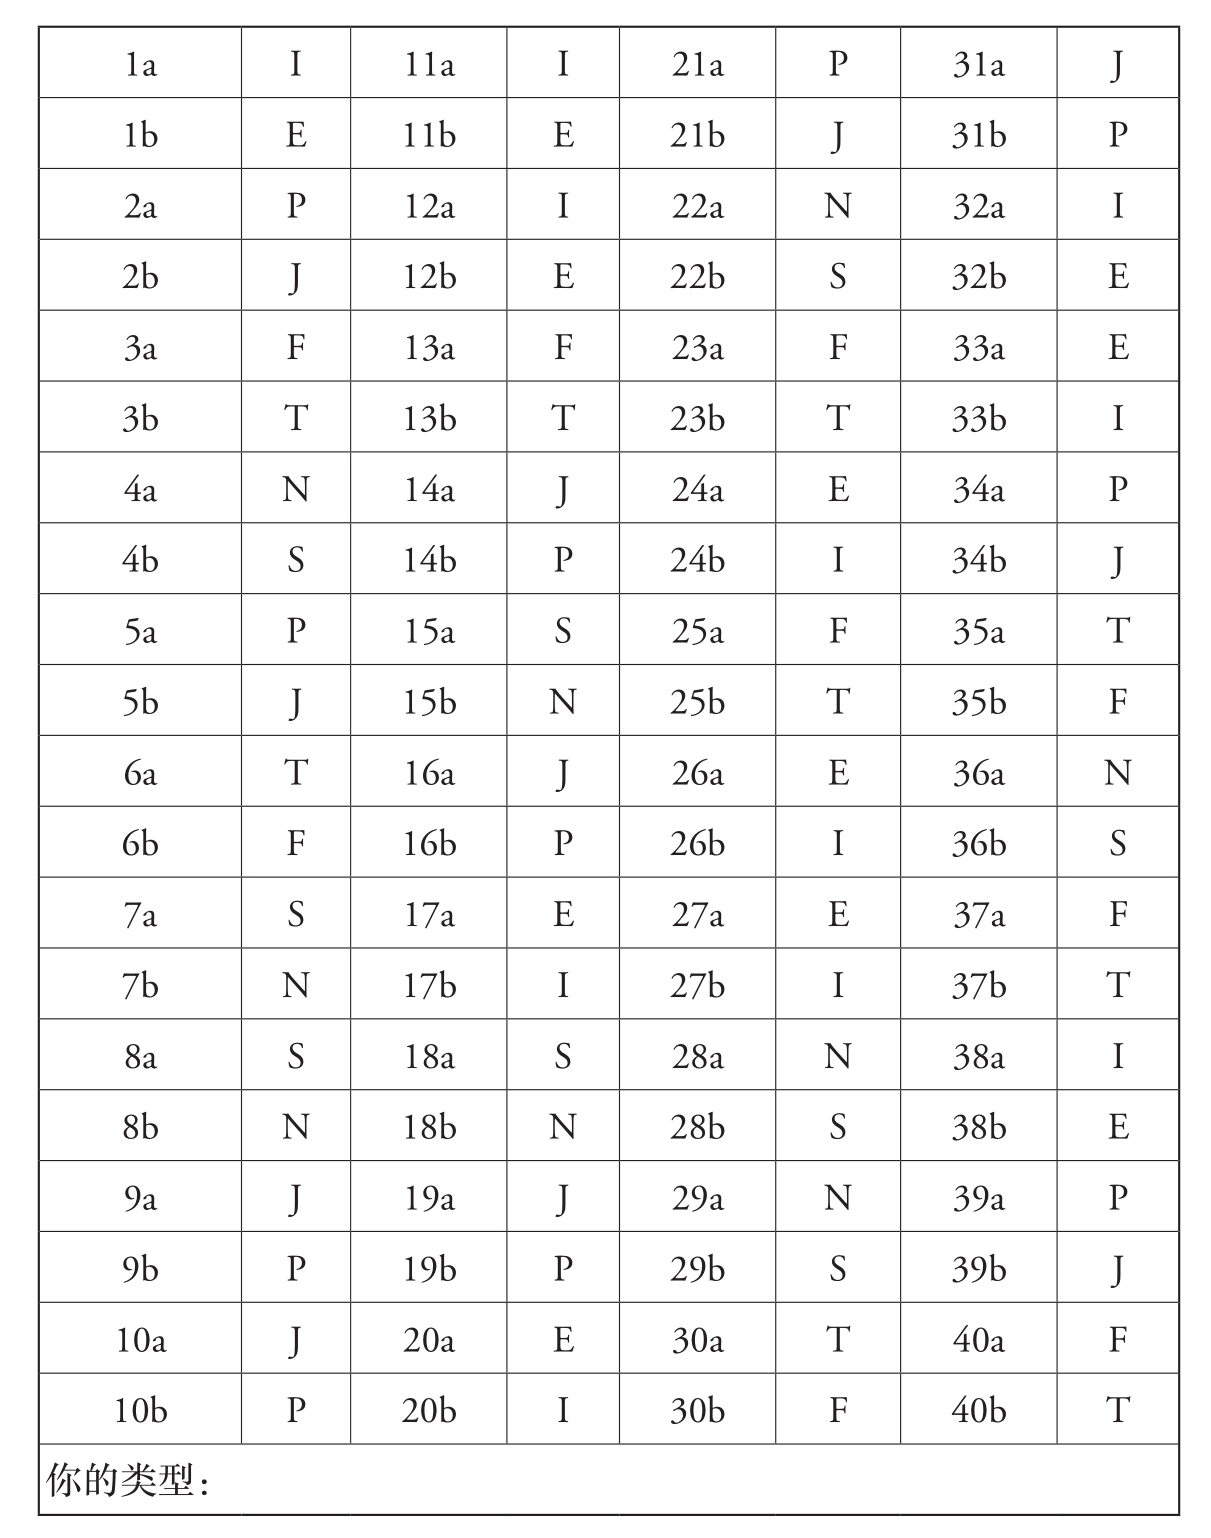 1a I 11a I 21a P 31a J
1b E 11b E 21b J 31b P
2a P 12a I 22a N 32a I
2b J 12b E 22b S 32b E
3a F 13a F 23a F 33a E
3b T 13b T 23b T 33b I
4a N 14a J 24a E 34a P
4b S 14b P 24b I 34b J
5a P 15a S 25a F 35a T
5b J 15b N 25b T 35b F
6a T 16a J 26a E 36a N
6b F 16b P 26b I 36b S
7a S 17a E 27a E 37a F
7b N 17b I 27b I 37b T
8a S 18a S 28a N 38a I
8b N 18b N 28b S 38b E
9a J 19a J 29a N 39a P
9b P 19b P 29b S 39b J
10a J 20a E 30a T 40a F
10b P 20b I 30b F 40b T
你的类型：